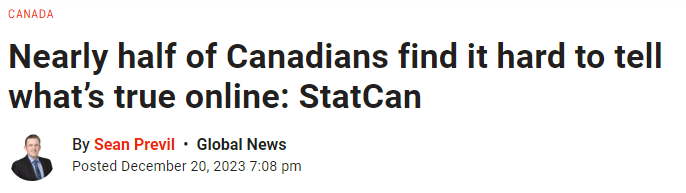 CANADA
Nearly half of Canadians find it hard to tell
what's true online: StatCan
By Sean Previl • Global News
Posted December 20, 2023 7:08 pm